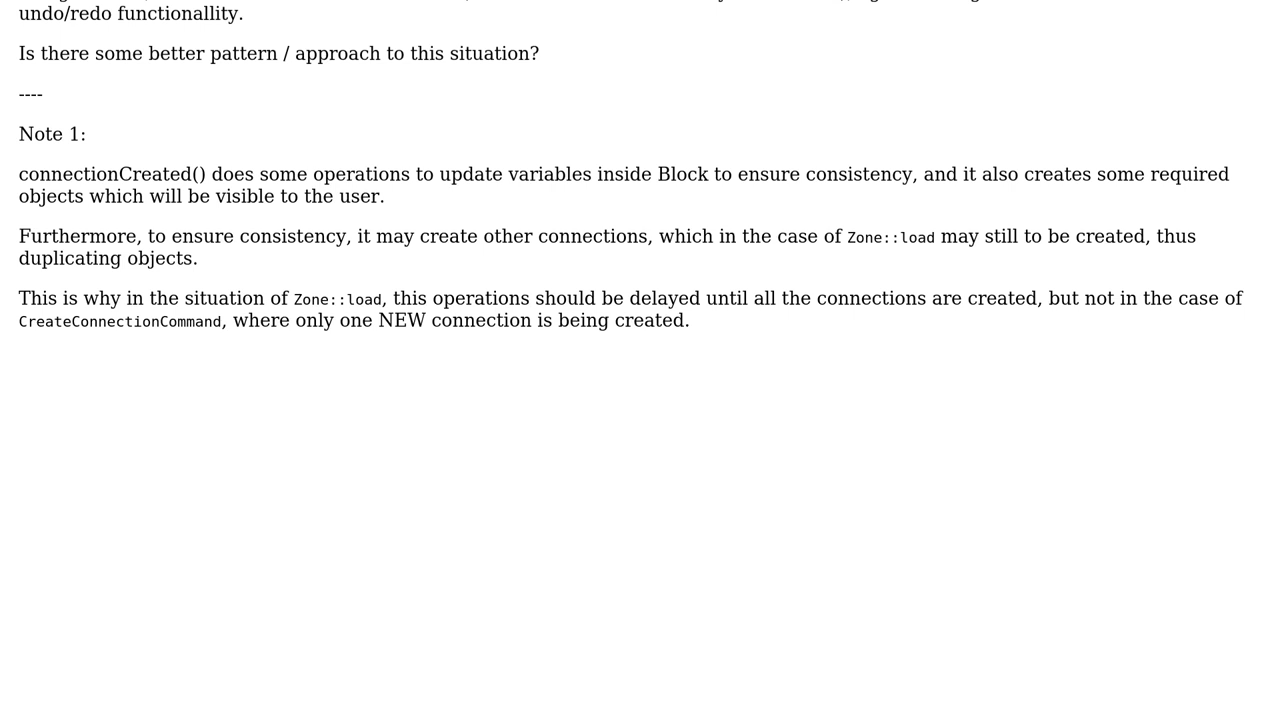 undo/redo functionallity.
Is there some better pattern / approach to this situation?
----
Note 1:
connectionCreated() does some operations to update variables inside Block to ensure consistency, and it also creates some required
objects which will be visible to the user.
Furthermore, to ensure consistency, it may create other connections, which in the case of Zone::load may still to be created, thus
duplicating objects.
This is why in the situation of Zone::load, this operations should be delayed until all the connections are created, but not in the case of
CreateConnectionCommand, where only one NEW connection is being created.